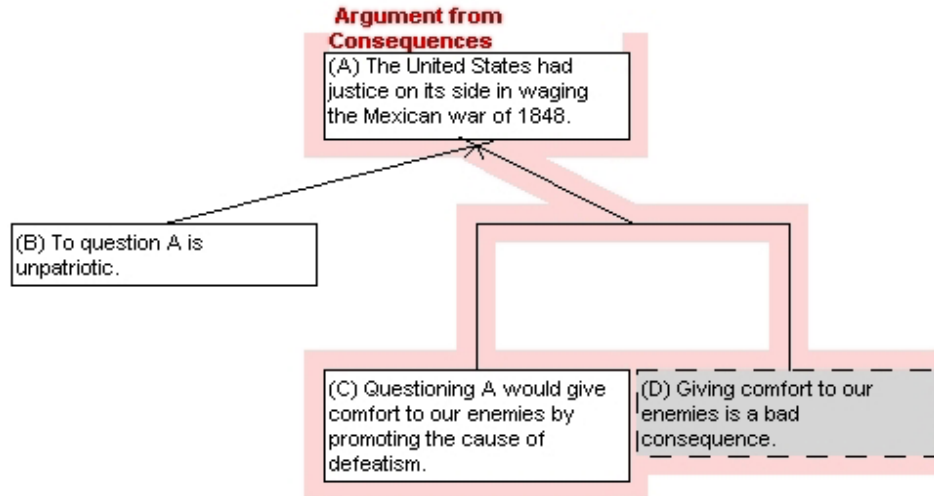 Argument from
Consequences
(A) The United States had
justice on its side in waging
the Mexican war of 1848.
(B) To question A is
unpatriotic.
(C) Questioning A would give
comfort to our enemies by
promoting the cause of
defeatism.
(D) Giving comfort to our
enemies is a bad
consequence.